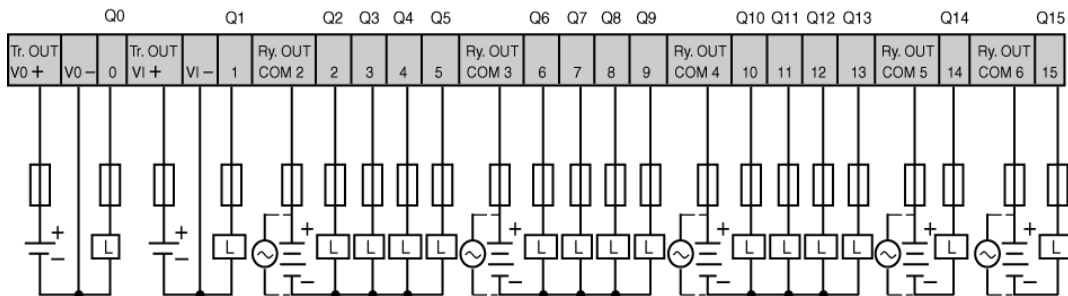 Q0 Q1 Q2 Q3 Q4 Q5 Q6 Q7 Q8 Q9 Q10 Q11 Q12 Q13 Q14 Q15
Tr. OUT Tr. OUT Ry. OUT Ry. OUT Ry. OUT Ry. OUT Ry. OUT
V0 + V0 – 0 VI + VI – 1 COM 2 2 3 4 5 COM 3 6 7 8 9 COM 4 10 11 12 13 COM 5 14 COM 6 15
+ + + + + + +
L L L L L L L L L L L L L L L L
– – – – – – –